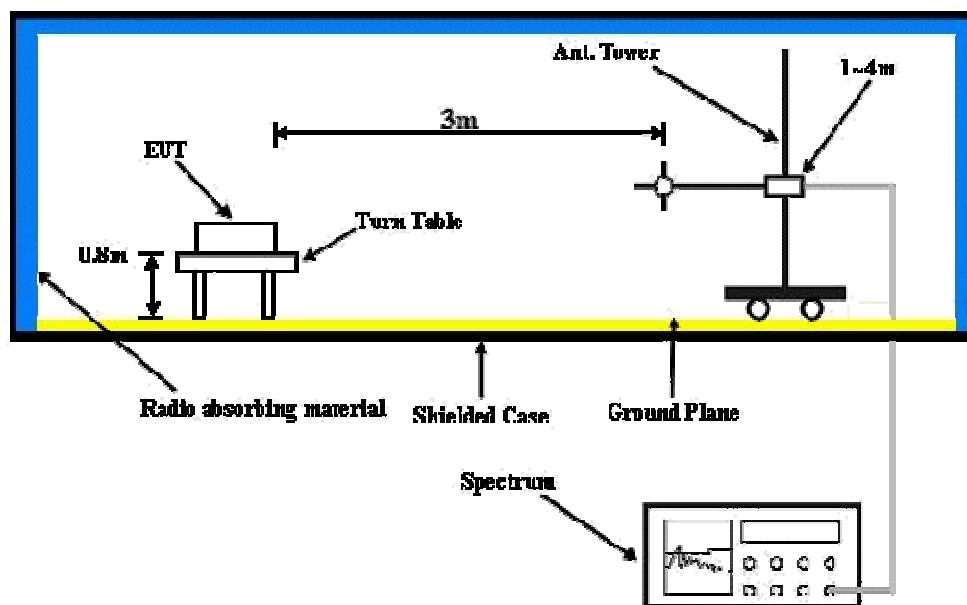 Ant. Tower
1~4m
3m
EUT
Turn Table
0.8m
Radio absorbing material
Shielded Case
Ground Plane
Spectrum